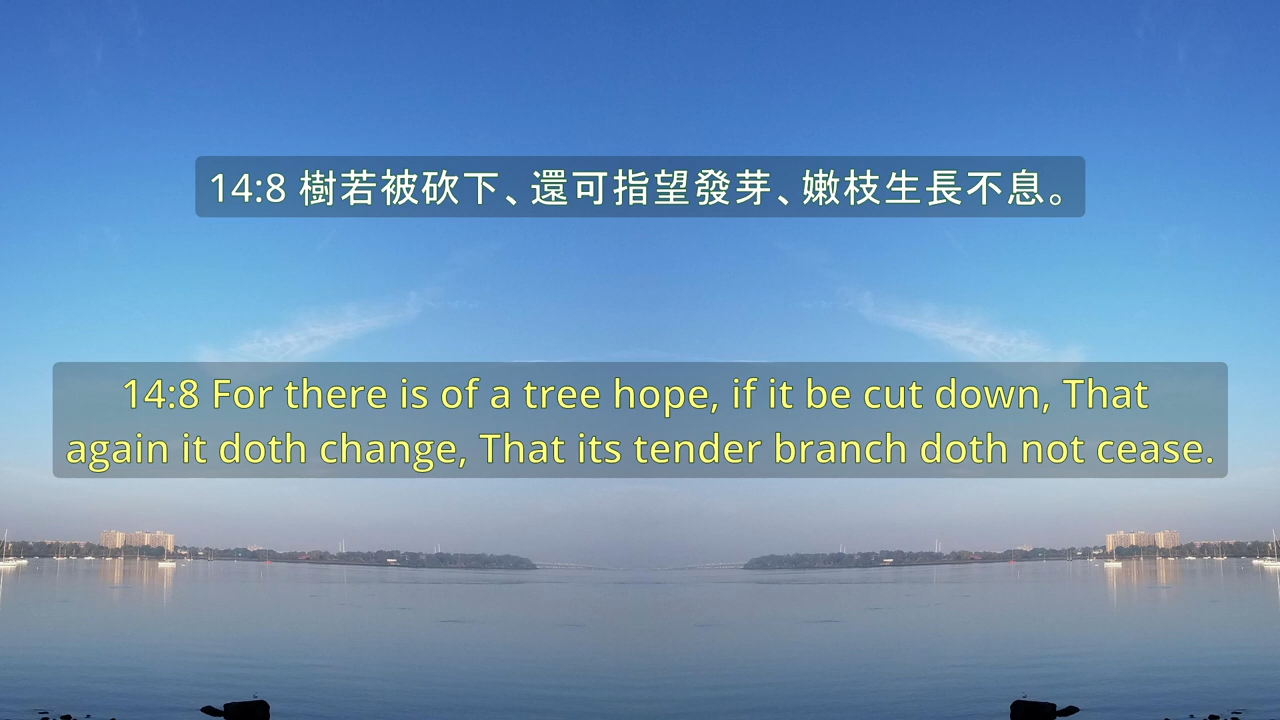 14:8 樹若被砍下、還可指望發芽、嫩枝生長不息。
14:8 For there is of a tree hope, if it be cut down, That
again it doth change, That its tender branch doth not cease.